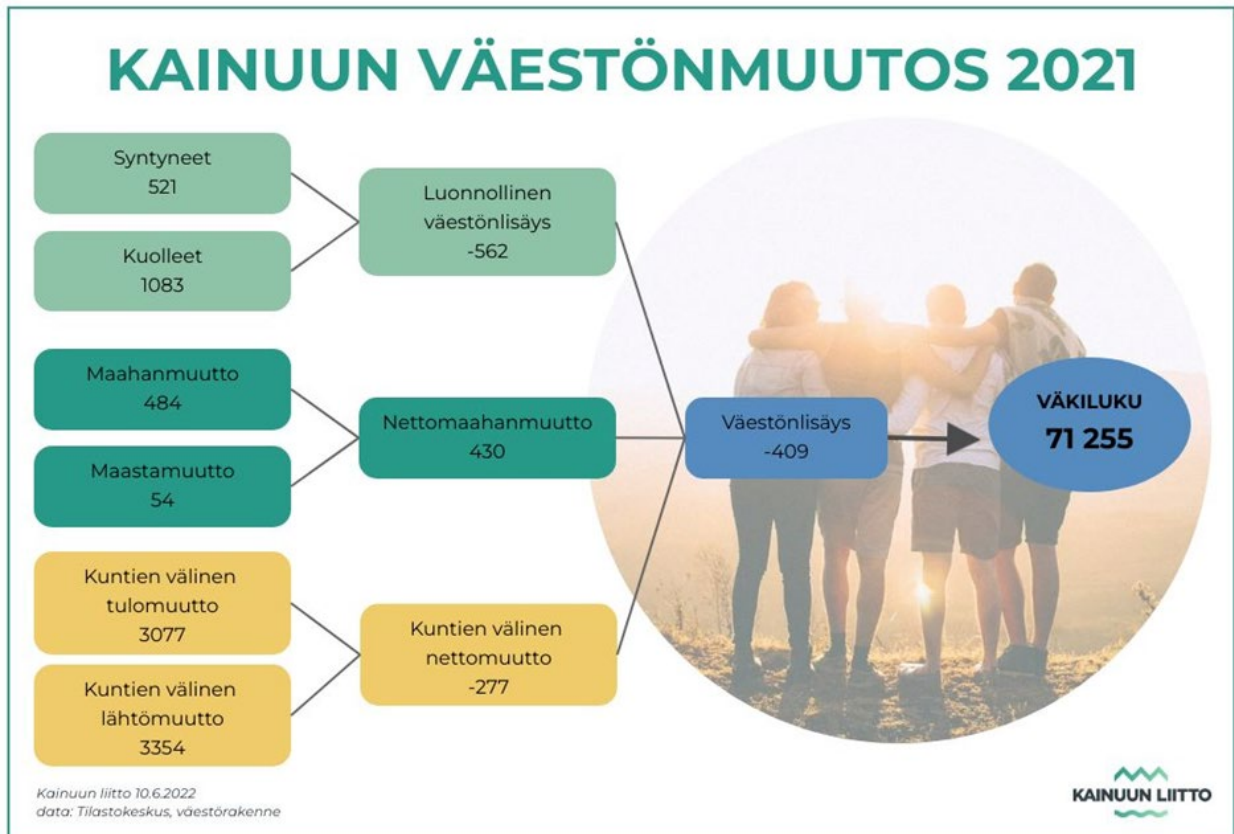 KAINUUN VÄESTÖNMUUTOS 2021
Syntyneet
521
Kuolleet
1083
Luonnollinen
väestönlisäys
-562
Maahanmuutto
484
Maastamuutto
54
Nettomaahanmuutto
430
Kuntien välinen
tulomuutto
3077
Kuntien välinen
lähtömuutto
3354
Kuntien välinen
nettomuutto
-277
Väestönlisäys
-409
VÄKILUKU
71 255
Kainuun liitto 10.6.2022
data: Tilastokeskus, väestörakenne
KAINUUN LIITTO